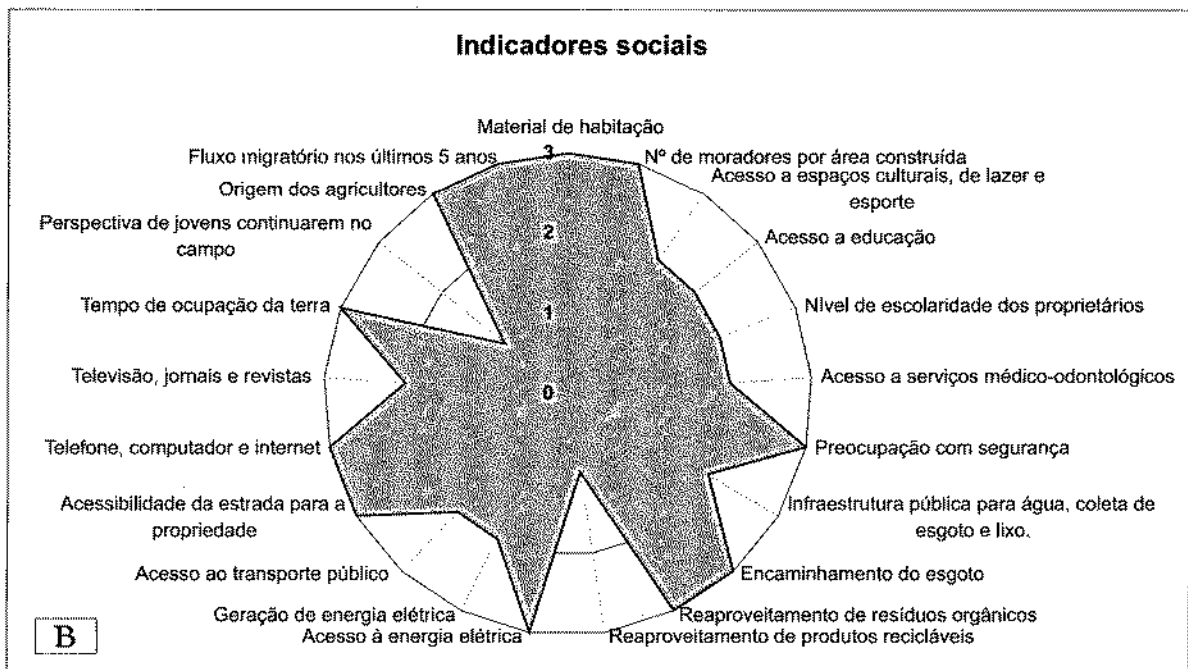 Indicadores sociais
Material de habitação
3
Fluxo migratório nos últimos 5 anos
Nº de moradores por área construída
Origem dos agricultores
Acesso a espaços culturais, de lazer e
esporte
Perspectiva de jovens continuarem no
campo
2
Acesso a educação
Tempo de ocupação da terra
1
Nível de escolaridade dos proprietários
Televisão, jornais e revistas
0
Acesso a serviços médico-odontológicos
Telefone, computador e internet
Preocupação com segurança
Acessibilidade da estrada para a
propriedade
Infraestrutura pública para água, coleta de
esgoto e lixo.
Acesso ao transporte público
Encaminhamento do esgoto
Geração de energia elétrica
Reaproveitamento de resíduos orgânicos
Acesso à energia elétrica
Reaproveitamento de produtos recicláveis
B